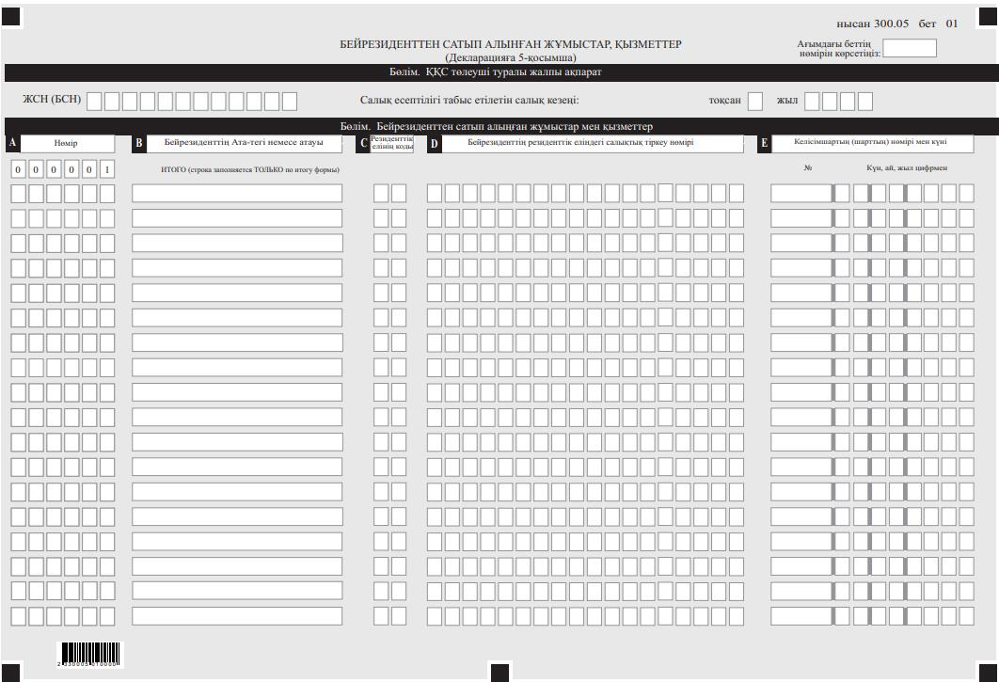 нысан 300.05 бет 01
БЕЙРЕЗИДЕНТТЕН САТЫП АЛЫНҒАН ЖҰМЫСТАР, ҚЫЗМЕТТЕР
(Декларацияға 5-қосымша)
Ағымдағы беттің
нөмірін көрсетіңіз:
Бөлім. ҚҚС төлеуші туралы жалпы ақпарат
ЖСН (БСН)
Салық есептілігі табыс етілетін салық кезеңі:
тоқсан
жыл
Бөлім. Бейрезиденттен сатып алынған жұмыстар мен қызметтер
A Нөмір
B Бейрезиденттің Ата-тегі немесе атауы
C Резиденттің
елінің коды
D Бейрезиденттің резиденттік еліндегі салықтық тіркеу нөмірі
E Келісімшартың (шарттың) нөмірі мен күні
0 0 0 0 0 1
ИТОГО (строка заполняется ТОЛЬКО по итогу формы)
№
Күн, ай, жыл цифрмен